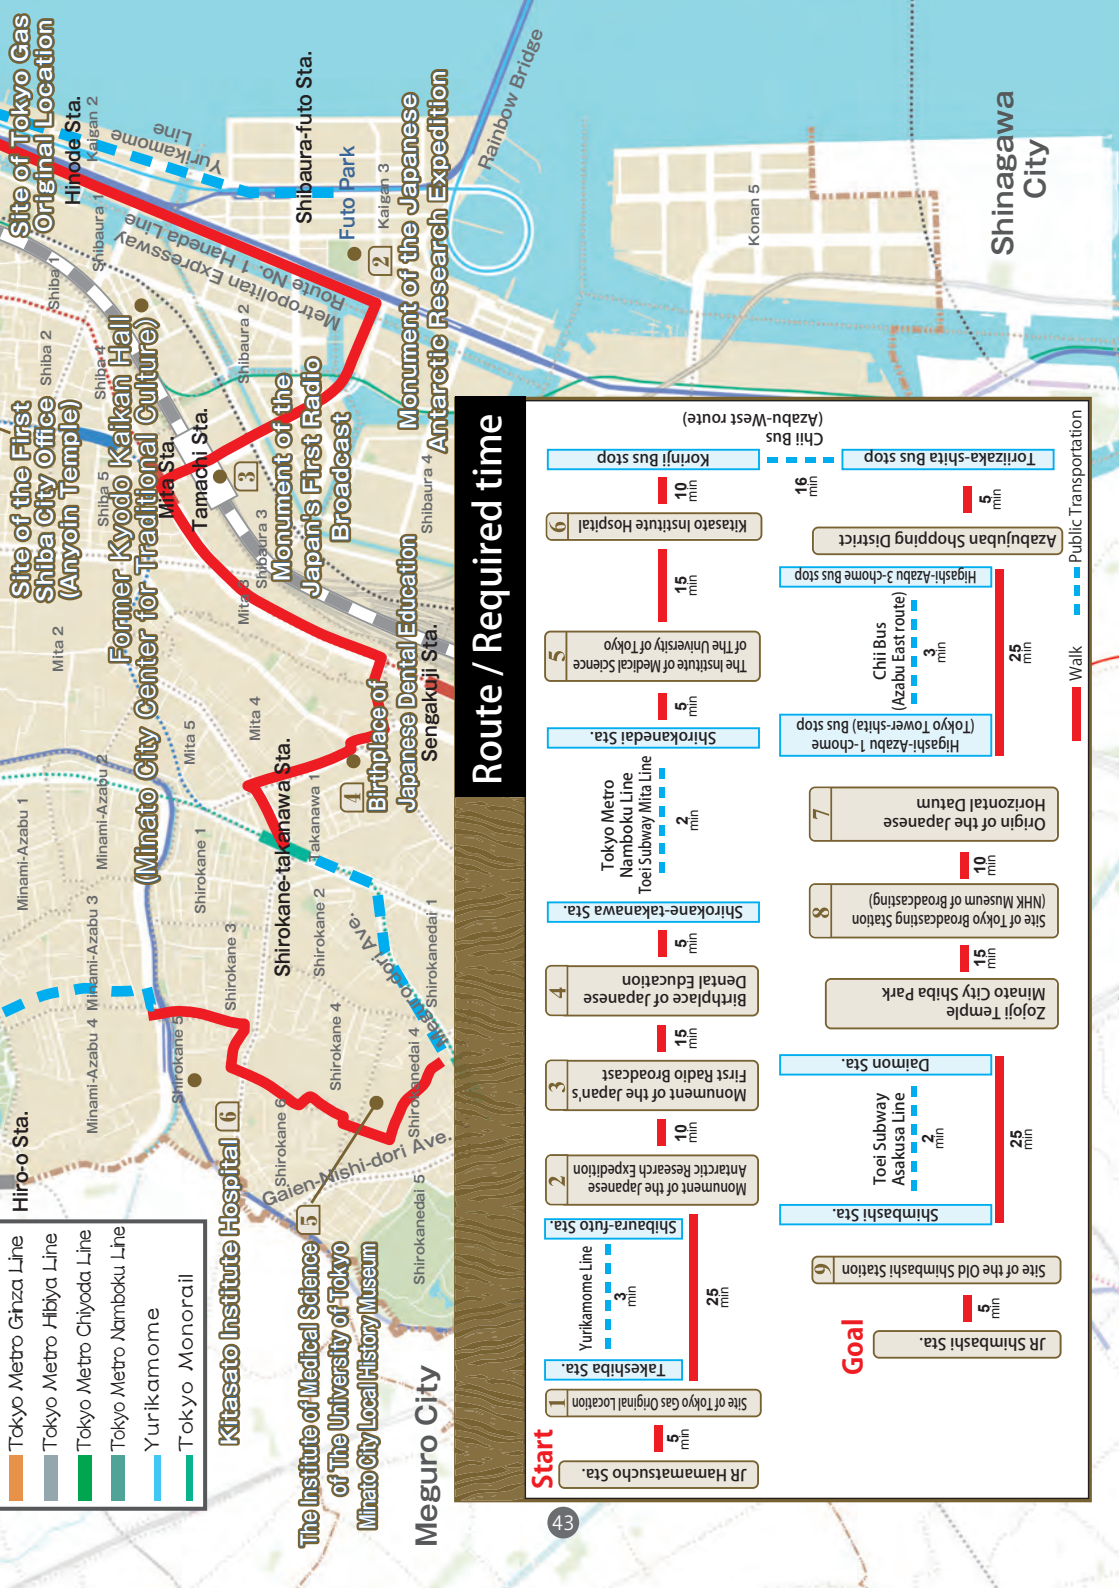 Site of Tokyo Gas
Original Location
Hinode Sta.
Kaigan 2
Yurikamome
Line
Shibaura-futo Sta.
Futo Park
Kaigan 3
2
Monument of the Japanese
Antarctic Research Expedition
Rainbow Bridge
Konan 5
Shinagawa
City
Shiba 1
Shibaura 1
Metropolitan Expressway
Route No. 1 Haneda Line
Shiba 2
Shiba 4
Shibaura 2
Site of the First
Shiba City Office
(Anyoin Temple)
Shiba 5
Former Kyodo Kaikan Hall
(Minato City Center for Traditional Culture)
Mita Sta.
Tamachi Sta.
3
Monument of the
Japan's First Radio
Broadcast
Shibaura 3
Shibaura 4
Mita 2
Mita 3
Mita 4
Mita 5
4
Birthplace of
Japanese Dental Education
Sengakuji Sta.
Minami-Azabu 1
Minami-Azabu 2
Minami-Azabu 3
Minami-Azabu 4
Shirokane 1
Shirokane-takanawa Sta.
Takanawa 1
Shirokane 2
Shirokane 3
Shirokane 4
Shirokane 5
Shirokane 6
Meguro-dori Ave.
Shirokanedai 1
Shirokanedai 4
Shirokanedai 5
Gaien-Nishi-dori Ave.
Hiro-o Sta.
Kitasato Institute Hospital 6
The Institute of Medical Science 5
of The University of Tokyo
Minato City Local History Museum
Meguro City
Tokyo Metro Ginza Line
Tokyo Metro Hibiya Line
Tokyo Metro Chiyoda Line
Tokyo Metro Namboku Line
Yurikamome
Tokyo Monorail
Route / Required time
Start
JR Hamamatsucho Sta.
5
min
1
Site of Tokyo Gas Original Location
Takeshiba Sta.
Yurikamome Line
3
min
25
min
Shibaura-futo Sta.
2
Monument of the Japanese
Antarctic Research Expedition
10
min
3
Monument of the Japan's
First Radio Broadcast
15
min
4
Birthplace of Japanese
Dental Education
5
min
Shirokane-takanawa Sta.
Tokyo Metro
Namboku Line
Toei Subway Mita Line
2
min
Shirokanedai Sta.
5
min
5
The Institute of Medical Science
of The University of Tokyo
15
min
6
Kitasato Institute Hospital
10
min
Korinji Bus stop
Chii Bus
(Azabu-West route)
16
min
Toriizaka-shita Bus stop
5
min
Azabujuban Shopping District
Higashi-Azabu 3-chome Bus stop
Chii Bus
(Azabu East route)
3
min
25
min
Higashi-Azabu 1-chome
(Tokyo Tower-shita) Bus stop
7
Origin of the Japanese
Horizontal Datum
10
min
8
Site of Tokyo Broadcasting Station
(NHK Museum of Broadcasting)
15
min
Minato City Shiba Park
Zojoji Temple
Daimon Sta.
Toei Subway
Asakusa Line
2
min
25
min
Shimbashi Sta.
9
Site of the Old Shimbashi Station
5
min
JR Shimbashi Sta.
Goal
Walk
Public Transportation
43